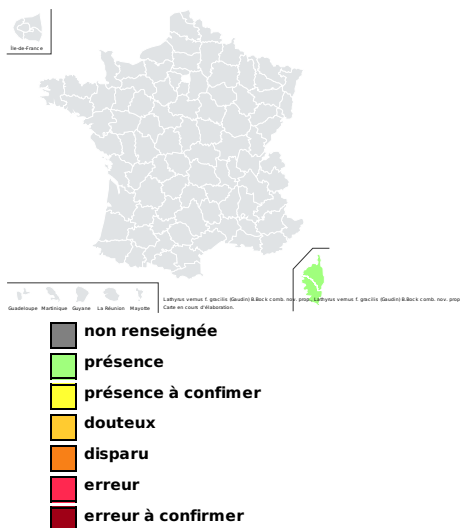 Île-de-France
Guadeloupe Martinique Guyane La Réunion Mayotte
Lathyrus vernus f. gracilis (Gaudin) B.Bock comb. nov. prop., Lathyrus vernus f. gracilis (Gaudin) B.Bock comb. nov. prop
Carte en cours d'élaboration.
non renseignée
présence
présence à confimer
douteux
disparu
erreur
erreur à confirmer